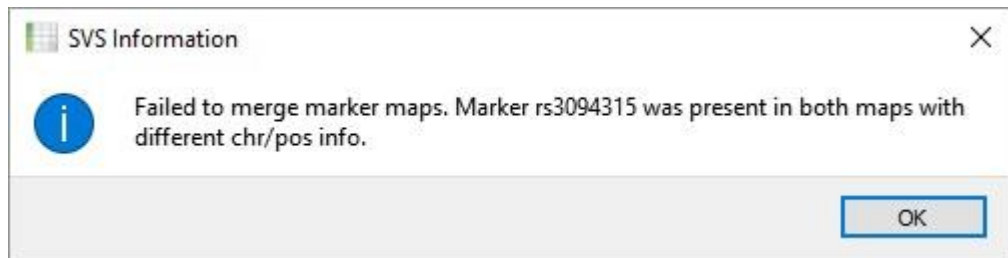 SVS Information
Failed to merge marker maps. Marker rs3094315 was present in both maps with
different chr/pos info.
OK